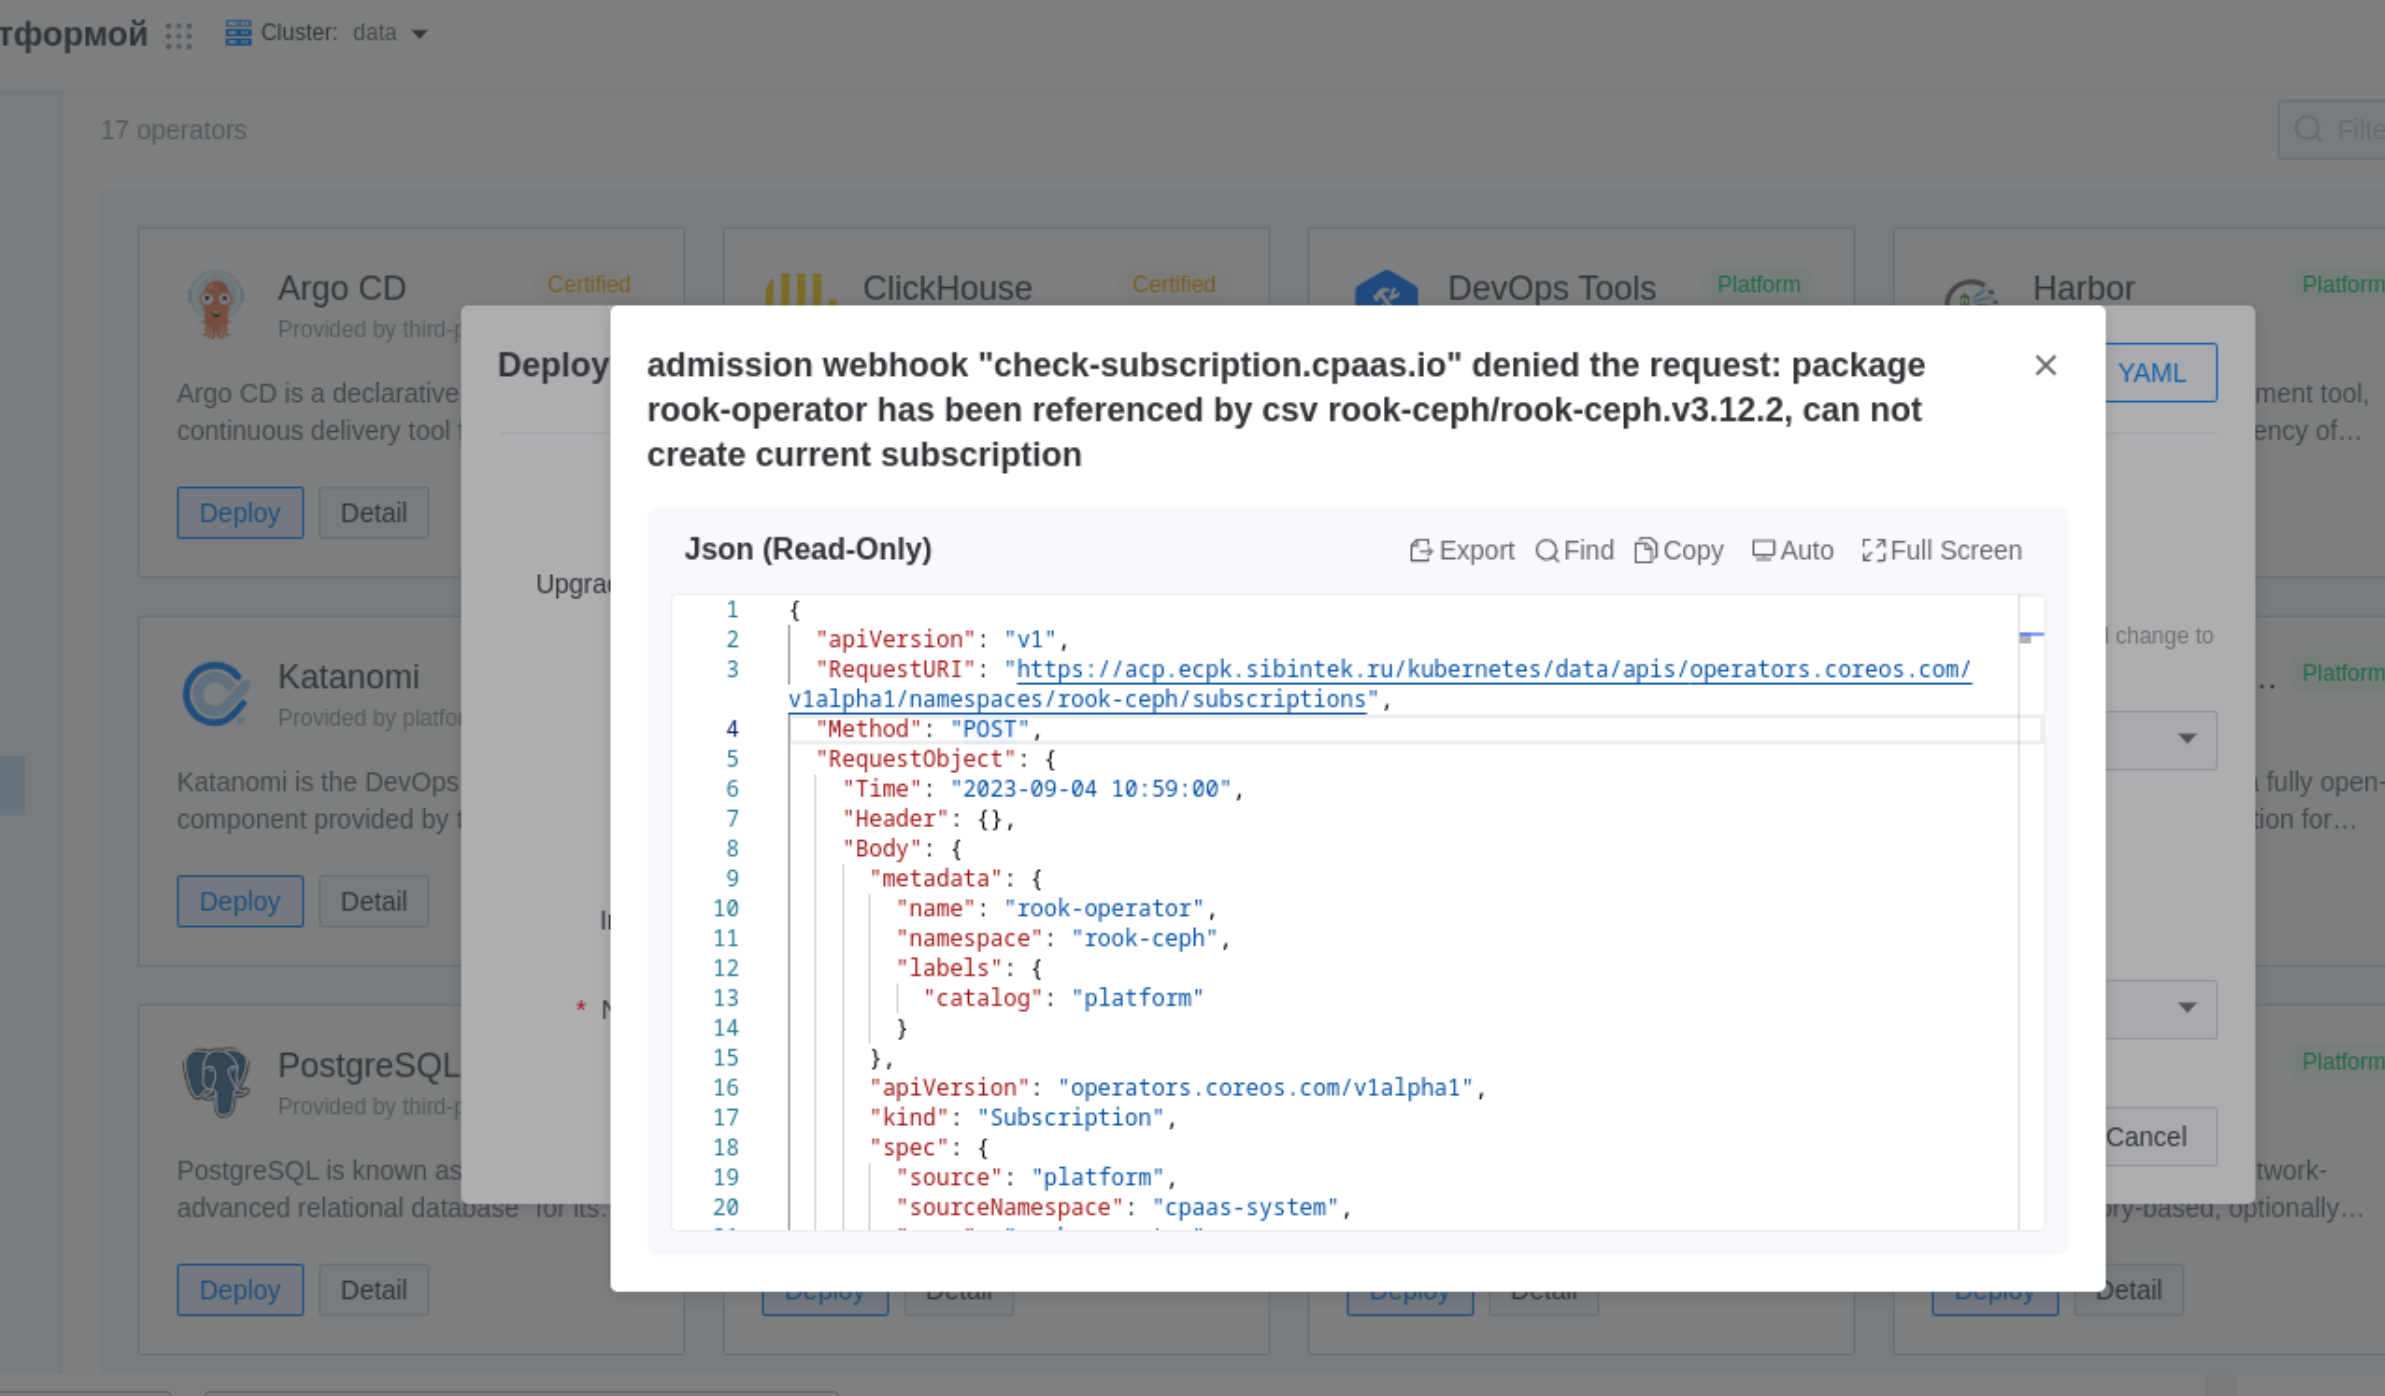 тформой Cluster: data
17 operators
Filte
Argo CD Certified
Provided by third-p
Argo CD is a declarative
continuous delivery tool f
Deploy Detail
ClickHouse Certified
DevOps Tools Platform
Harbor Platform
ment tool,
ency of…
Deploy
YAML
Upgrad
change to
admission webhook "check-subscription.cpaas.io" denied the request: package
rook-operator has been referenced by csv rook-ceph/rook-ceph.v3.12.2, can not
create current subscription
Json (Read-Only) Export Find Copy Auto Full Screen
1 {
2 "apiVersion": "v1",
3 "RequestURI": "https://acp.ecpk.sibintek.ru/kubernetes/data/apis/operators.coreos.com/
v1alpha1/namespaces/rook-ceph/subscriptions",
4 "Method": "POST",
5 "RequestObject": {
6 "Time": "2023-09-04 10:59:00",
7 "Header": {},
8 "Body": {
9 "metadata": {
10 "name": "rook-operator",
11 "namespace": "rook-ceph",
12 "labels": {
13 "catalog": "platform"
14 }
15 },
16 "apiVersion": "operators.coreos.com/v1alpha1",
17 "kind": "Subscription",
18 "spec": {
19 "source": "platform",
20 "sourceNamespace": "cpaas-system",
Katanomi
Provided by platfor
Katanomi is the DevOps
component provided by t
Deploy Detail
.. Platform
fully open-
tion for…
* N
Cancel
PostgreSQL
Provided by third-p
PostgreSQL is known as
advanced relational database for its.
Deploy Detail
Deploy Detail
Deploy Detail
Platform
twork-
ory-based, optionally…
Deploy Detail